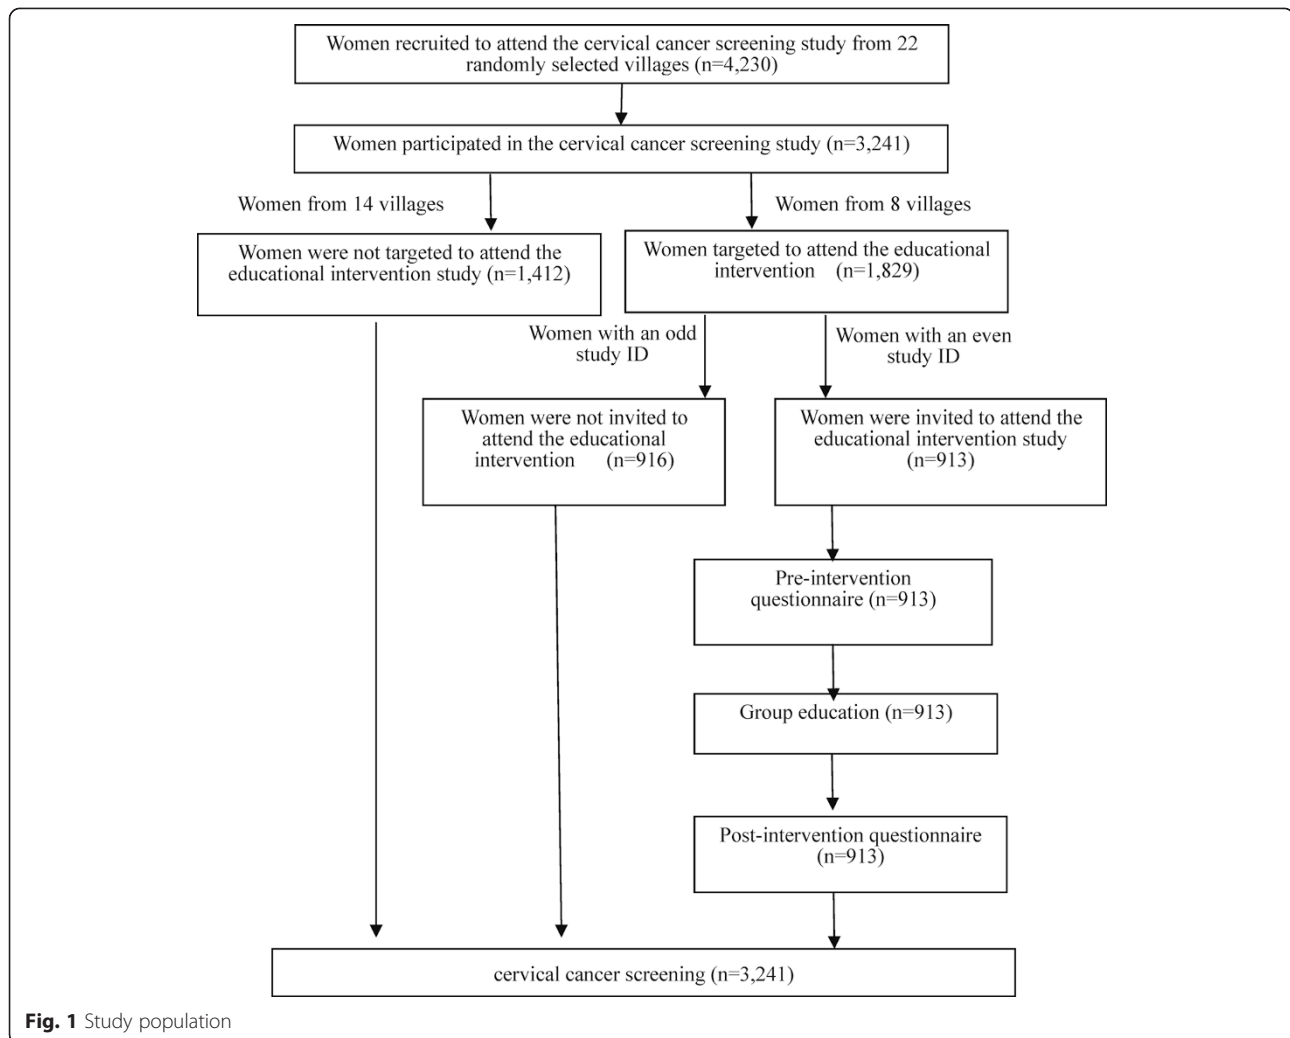 Women recruited to attend the cervical cancer screening study from 22
randomly selected villages (n=4,230)
Women participated in the cervical cancer screening study (n=3,241)
Women from 14 villages
Women from 8 villages
Women were not targeted to attend the
educational intervention study (n=1,412)
Women targeted to attend the educational
intervention (n=1,829)
Women with an odd
study ID
Women with an even
study ID
Women were not invited to
attend the educational
intervention (n=916)
Women were invited to attend the
educational intervention study
(n=913)
Pre-intervention
questionnaire (n=913)
Group education (n=913)
Post-intervention questionnaire
(n=913)
cervical cancer screening (n=3,241)
Fig. 1 Study population